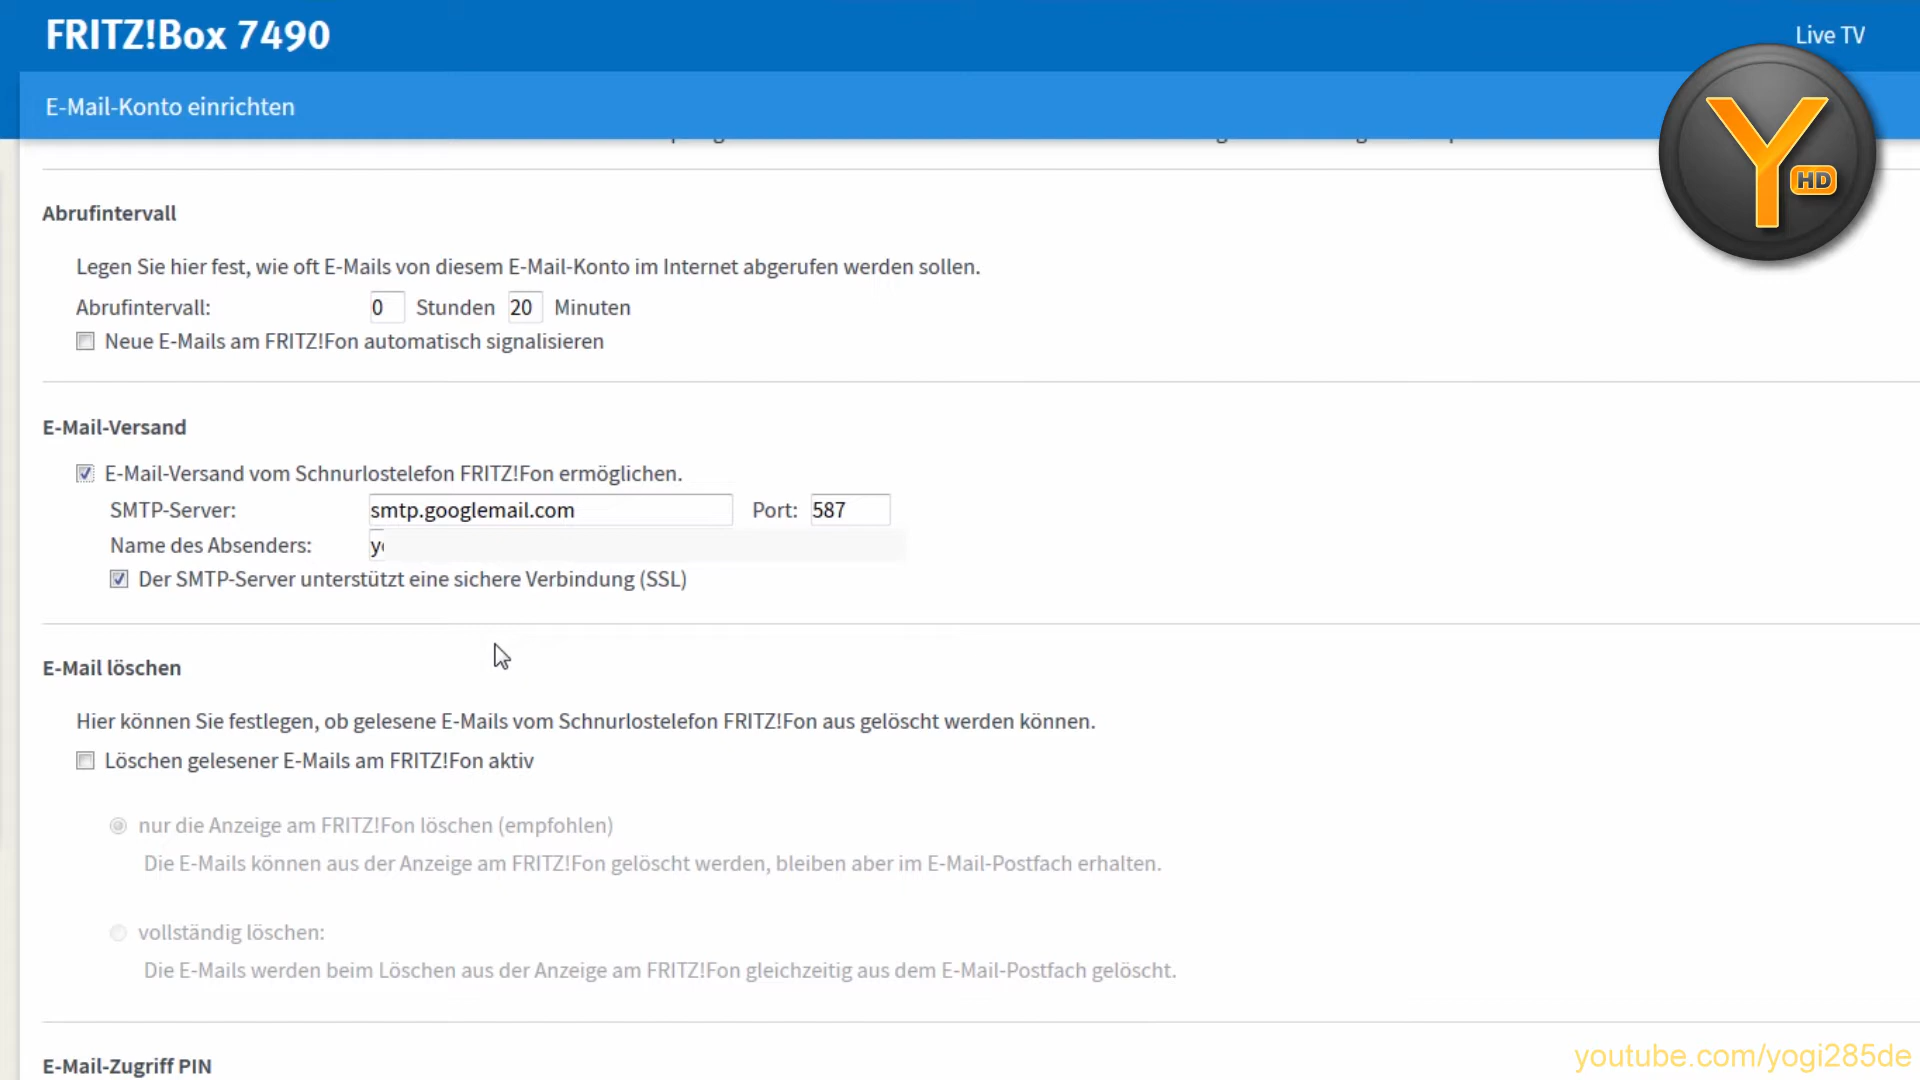 FRITZ!Box 7490
Live TV
E-Mail-Konto einrichten
Y HD
Abrufintervall
Legen Sie hier fest, wie oft E-Mails von diesem E-Mail-Konto im Internet abgerufen werden sollen.
Abrufintervall: 0 Stunden 20 Minuten
Neue E-Mails am FRITZ!Fon automatisch signalisieren
E-Mail-Versand
E-Mail-Versand vom Schnurlostelefon FRITZ!Fon ermöglichen.
SMTP-Server: smtp.googlemail.com Port: 587
Name des Absenders:
Der SMTP-Server unterstützt eine sichere Verbindung (SSL)
E-Mail löschen
Hier können Sie festlegen, ob gelesene E-Mails vom Schnurlostelefon FRITZ!Fon aus gelöscht werden können.
Löschen gelesener E-Mails am FRITZ!Fon aktiv
nur die Anzeige am FRITZ!Fon löschen (empfohlen)
Die E-Mails können aus der Anzeige am FRITZ!Fon gelöscht werden, bleiben aber im E-Mail-Postfach erhalten.
vollständig löschen:
Die E-Mails werden beim Löschen aus der Anzeige am FRITZ!Fon gleichzeitig aus dem E-Mail-Postfach gelöscht.
E-Mail-Zugriff PIN
youtube.com/yogi285de